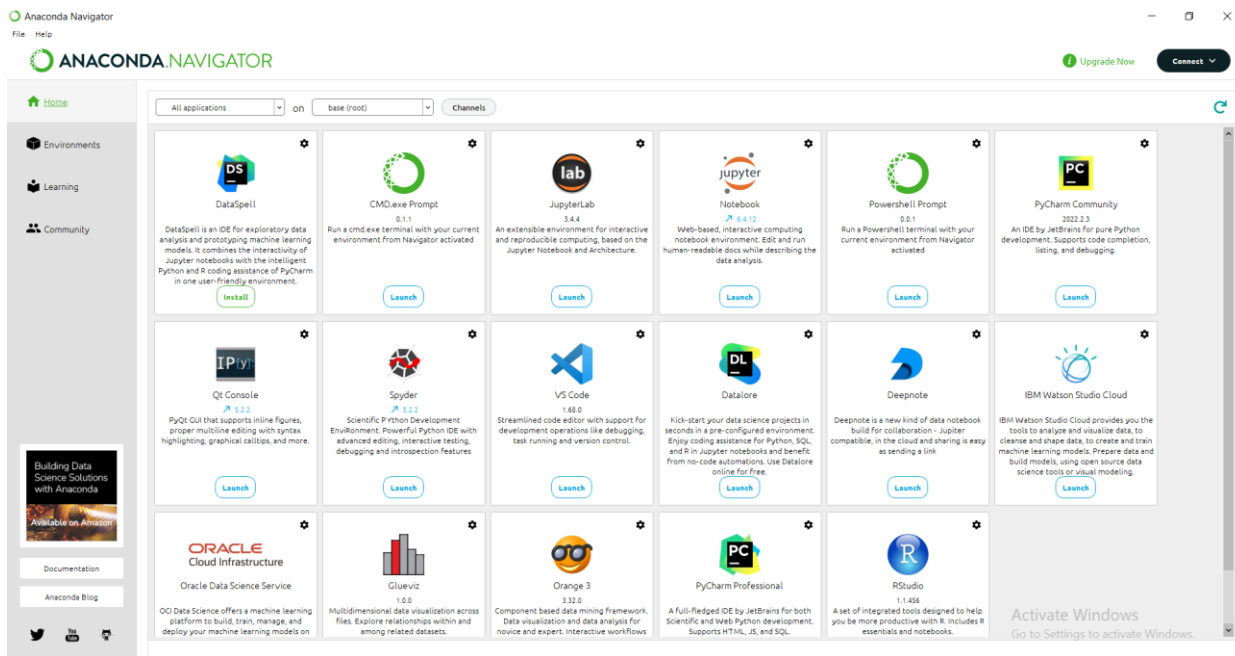 Anaconda Navigator
File Help
ANACONDA.NAVIGATOR
Upgrade Now
Connect
Home
Environments
Learning
Community
All applications
on
base (root)
Channels
DS
DataSpell
DataSpell is an IDE for exploratory data
analysis and prototyping machine learning
models. It combines the interactivity of
Jupyter notebooks with the intelligent
Python and R coding assistance of PyCharm
in one user-friendly environment.
Install
CMD.exe Prompt
0.1.1
Run a cmd.exe terminal with your current
environment from Navigator activated
Launch
lab
JupyterLab
3.4.4
An extensible environment for interactive
and reproducible computing, based on the
Jupyter Notebook and Architecture.
Launch
jupyter
Notebook
6.4.12
Web-based, interactive computing
notebook environment. Edit and run
human-readable docs while describing the
data analysis.
Launch
Powershell Prompt
0.0.1
Run a Powershell terminal with your
current environment from Navigator
activated
Launch
PC
PyCharm Community
2022.2.3
An IDE by JetBrains for pure Python
development. Supports code completion,
listing, and debugging.
Launch
IP[y]:
Qt Console
5.2.2
PyQt GUI that supports inline figures,
proper multiline editing with syntax
highlighting, graphical calltips, and more.
Launch
Spyder
5.2.2
Scientific PYthon Development
EnviRonment. Powerful Python IDE with
advanced editing, interactive testing,
debugging and introspection features
Launch
VS Code
1.68.0
Streamlined code editor with support for
development operations like debugging,
task running and version control.
Launch
DL
Datalore
Kick-start your data science projects in
seconds in a pre-configured environment.
Enjoy coding assistance for Python, SQL,
and R in Jupyter notebooks and benefit
from no-code automations. Use Datalore
online for free.
Launch
Deepnote
Deepnote is a new kind of data notebook
build for collaboration - Jupiter
compatible, in the cloud and sharing is easy
as sending a link
Launch
IBM Watson Studio Cloud
IBM Watson Studio Cloud provides you the
tools to analyze and visualize data, to
cleanse and shape data, to create and train
machine learning models. Prepare data and
build models, using open source data
science tools or visual modeling.
Launch
ORACLE
Cloud Infrastructure
Oracle Data Science Service
OCI Data Science offers a machine learning
platform to build, train, manage, and
deploy your machine learning models on
Glueviz
1.0.0
Multidimensional data visualization across
files. Explore relationships within and
among related datasets.
Orange 3
3.32.0
Component based data mining framework.
Data visualization and data analysis for
novice and expert. Interactive workflows
PC
PyCharm Professional
A full-fledged IDE by JetBrains for both
Scientific and Web Python development.
Supports HTML, JS, and SQL.
R
RStudio
1.1.456
A set of integrated tools designed to help
you be more productive with R. Includes R
essentials and notebooks.
Building Data
Science Solutions
with Anaconda
Available on Amazon
Documentation
Anaconda Blog
You
Tube
Activate Windows
Go to Settings to activate Windows.